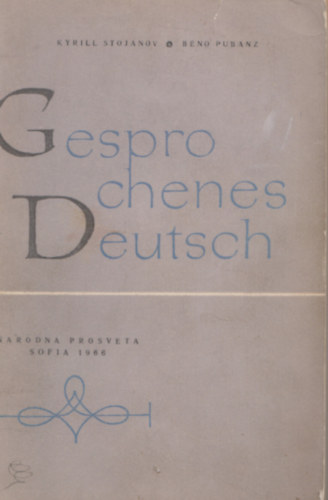 KYRILL STOJANOV ● BENO PURANZ
Gespro
chenes
Deutsch
NARODNA PROSVETA
SOFIA 1966